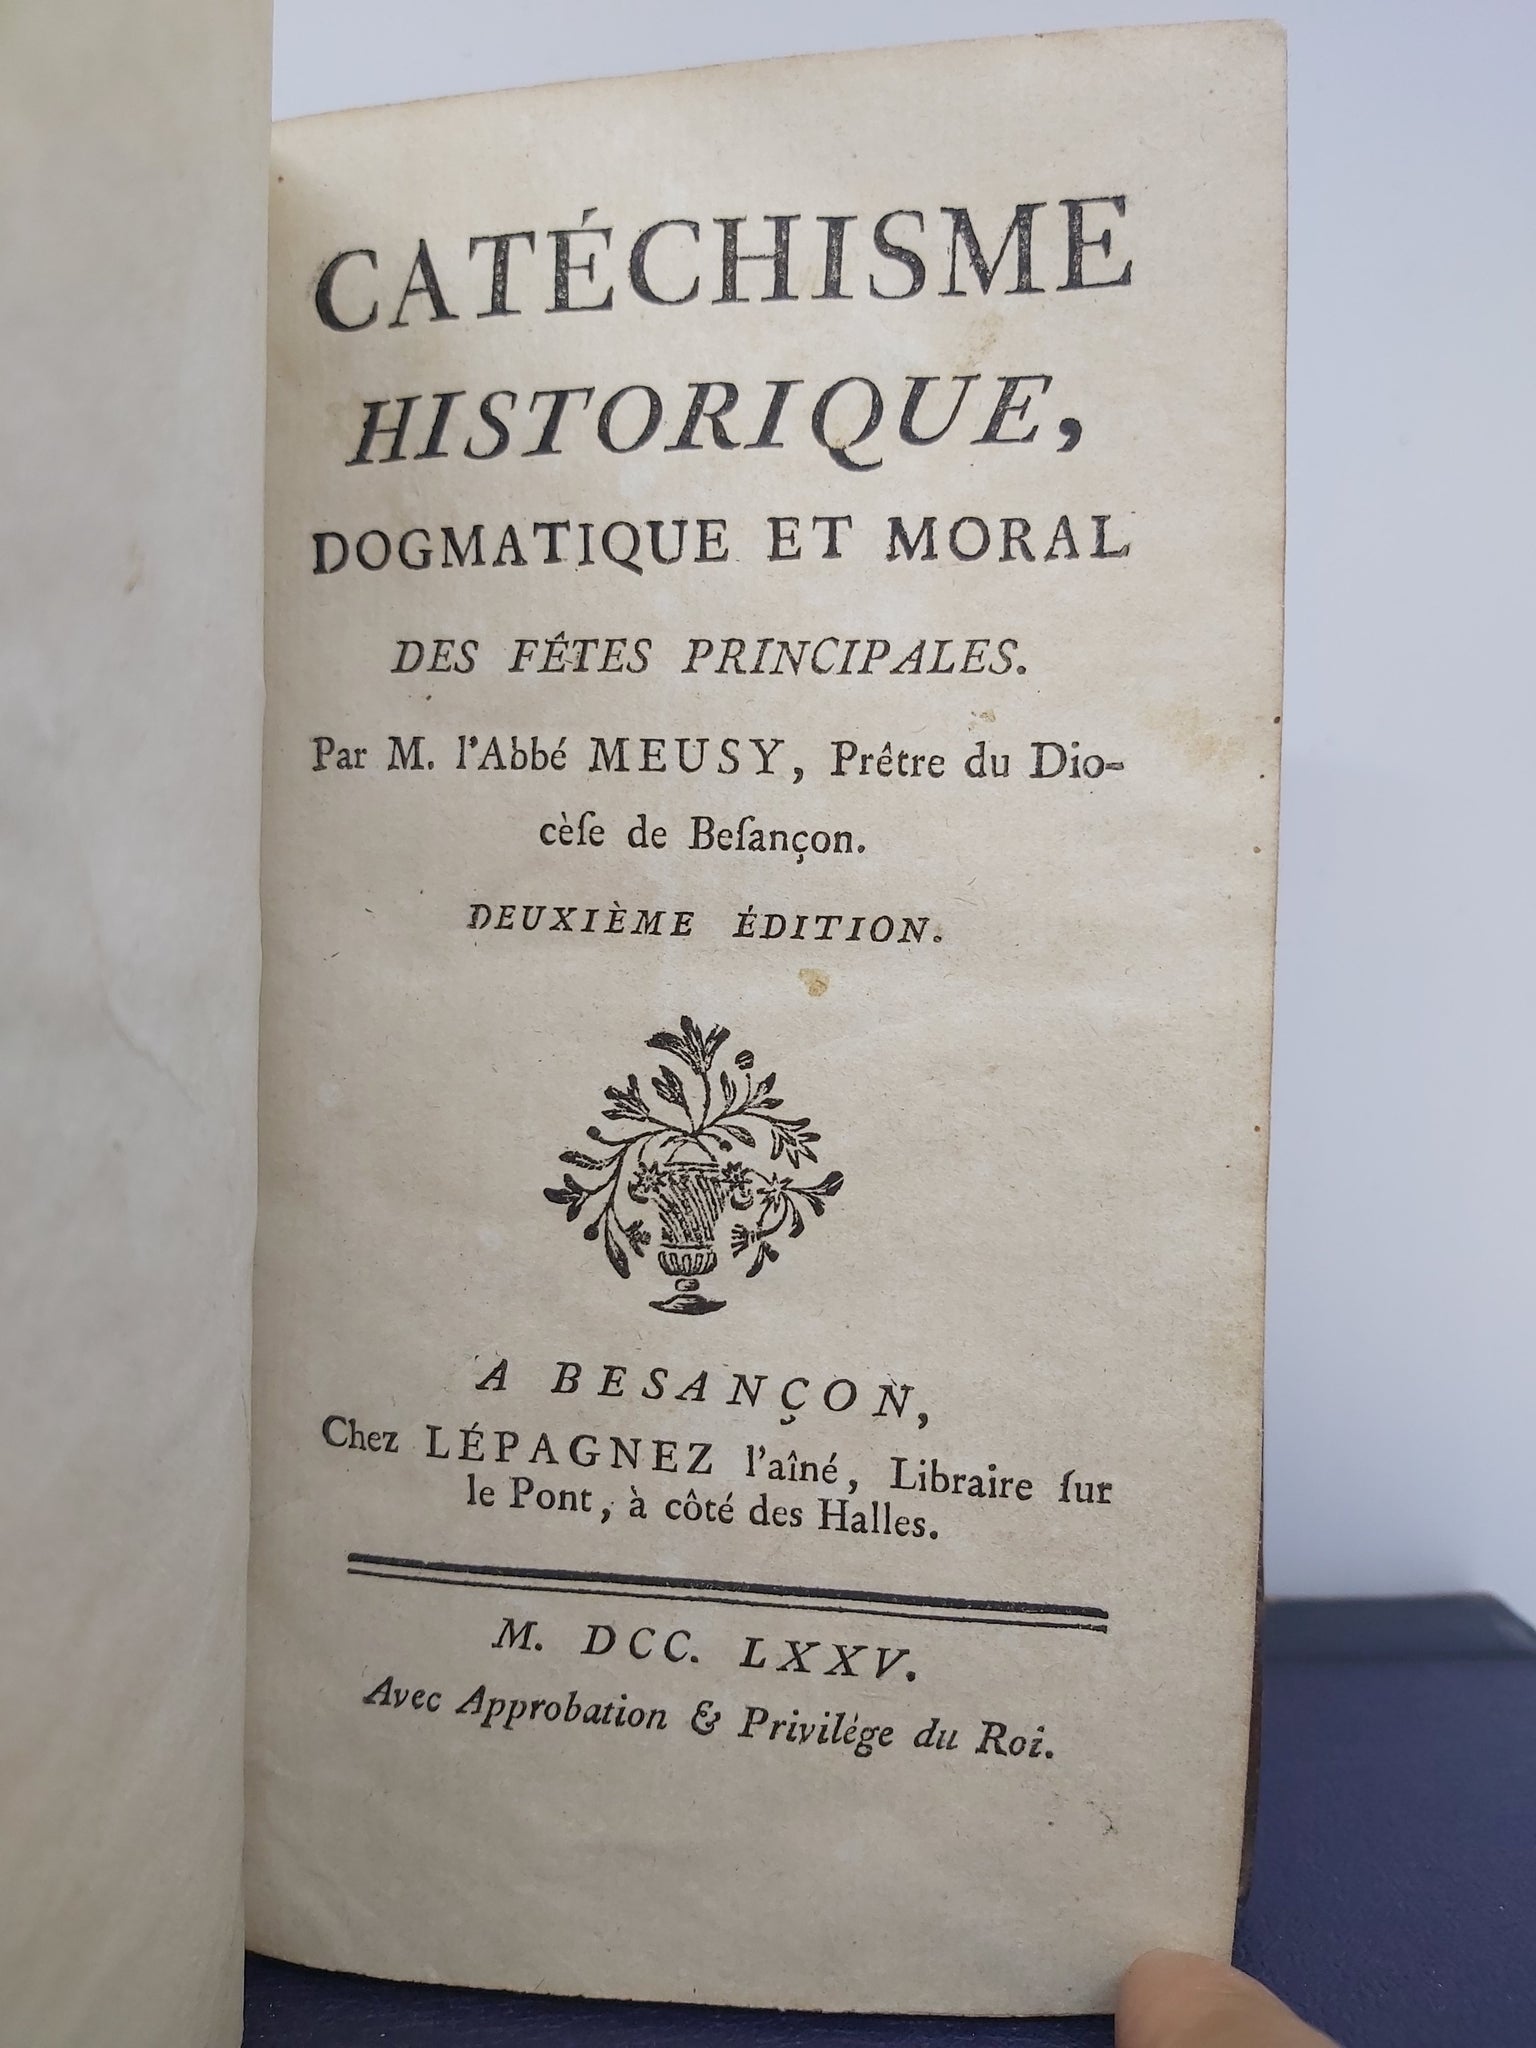 CATÉCHISME
HISTORIQUE,
DOGMATIQUE ET MORAL
DES FÊTES PRINCIPALES.
Par M. l'Abbé MEUSY, Prêtre du Dio-
cèſe de Beſançon.
DEUXIÈME ÉDITION.
A BESANÇON,
Chez LÉPAGNEZ l'aîné, Libraire ſur
le Pont, à côté des Halles.
M. DCC. LXXV.
Avec Approbation & Privilége du Roi.